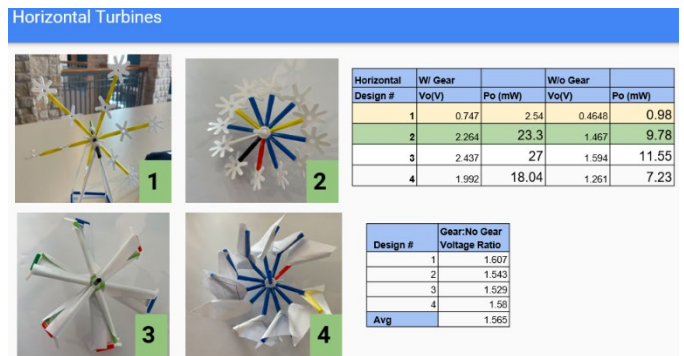 Horizontal Turbines
Horizontal W/ Gear W/o Gear
Design # Vo(V) Po (mW) Vo(V) Po (mW)
1 0.747 2.54 0.4648 0.98
2 2.264 23.3 1.467 9.78
3 2.437 27 1.594 11.55
4 1.992 18.04 1.261 7.23
1
2
Gear:No Gear
Design # Voltage Ratio
1 1.607
2 1.543
3 1.529
4 1.58
Avg 1.565
3
4